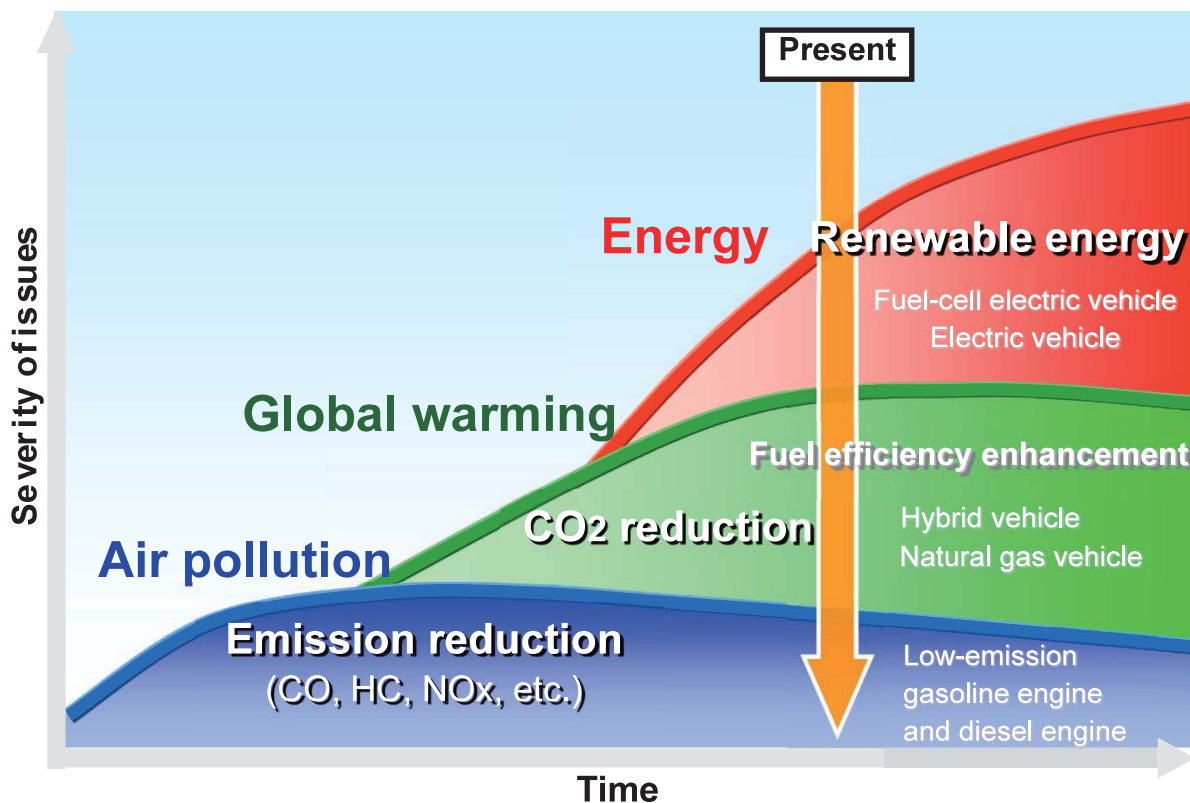 Present
Energy
Renewable energy
Fuel-cell electric vehicle
Electric vehicle
Global warming
Fuel efficiency enhancement
CO2 reduction
Hybrid vehicle
Natural gas vehicle
Air pollution
Emission reduction
(CO, HC, NOx, etc.)
Low-emission
gasoline engine
and diesel engine
Severity of issues
Time